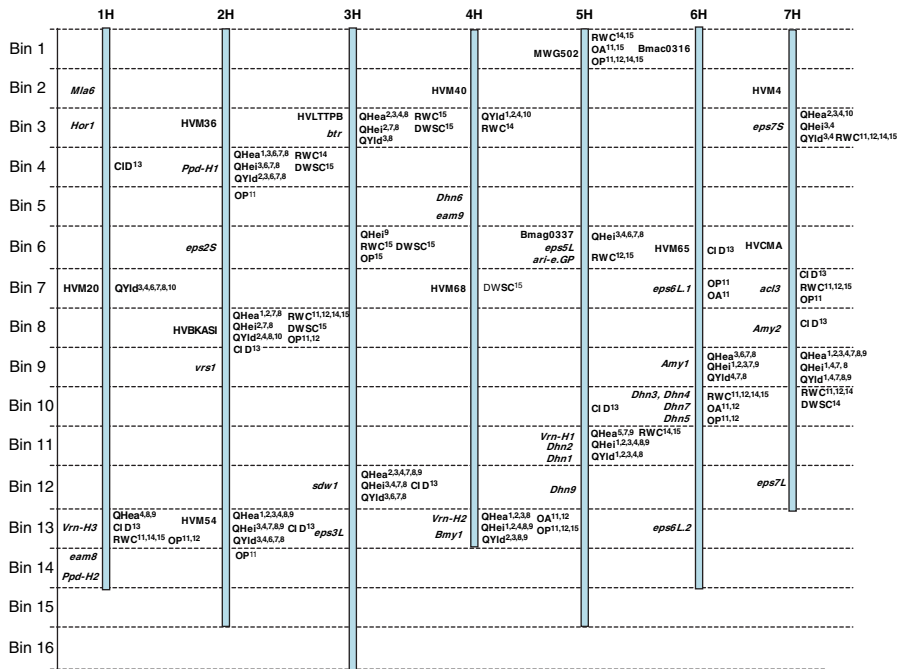 1H 2H 3H 4H 5H 6H 7H
Bin 1
MWG502
RWC14,15
OA11,15 Bmac0316
OP11,12,14,15
Bin 2
Mla6
HVM40
HVM4
Bin 3
Hor1
HVM36
HVLTTPB
btr
QHea2,3,4,8 RWC15
QHei2,7,8 DWSC15
QYld3,8
QYld1,2,4,10
RWC14
eps7S
QHea2,3,4,10
QHei3,4
QYld3,4 RWC11,12,14,15
Bin 4
CID13
Ppd-H1
QHea1,3,6,7,8 RWC14
QHei3,6,7,8 DWSC15
QYld2,3,6,7,8
Bin 5
OP11
Dhn6
eam9
Bin 6
eps2S
QHei9
RWC15 DWSC15
OP15
Bmag0337
eps5L
ari-e.GP
QHei3,4,6,7,8
RWC12,15
HVM65
CID13
HVCMA
Bin 7
HVM20
QYld3,4,6,7,8,10
HVM68
DWSC15
eps6L.1
OP11
OA11
acl3
CID13
RWC11,12,15
OP11
Bin 8
HVBKASI
QHea1,2,7,8 RWC11,12,14,15
QHei2,7,8 DWSC15
QYld2,4,8,10 OP11,12
CID13
Amy2
CID13
Bin 9
vrs1
Amy1
QHea3,6,7,8
QHei1,2,3,7,9
QYld4,7,8
QHea1,2,3,4,7,8,9
QHei1,4,7,8
QYld1,4,7,8,9
Bin 10
CID13
Dhn3, Dhn4
Dhn7
Dhn5
RWC11,12,14,15
OA11,12
OP11,12
RWC11,12,14
DWSC14
Bin 11
Vrn-H1
Dhn2
Dhn1
QHea5,7,9 RWC14,15
QHei1,2,3,4,8,9
QYld1,2,3,4,8
Bin 12
sdw1
QHea2,3,4,7,8,9
QHei3,4,7,8 CID13
QYld3,6,7,8
Dhn9
eps7L
Bin 13
Vrn-H3
QHea4,8,9
CID13
RWC11,14,15 OP11,12
HVM54
QHea1,2,3,4,8,9
QHei3,4,7,8,9 CID13
QYld3,4,6,7,8
eps3L
Vrn-H2
Bmy1
QHea1,2,3,8 OA11,12
QHei1,2,4,8,9 OP11,12,15
QYld2,3,8,9
eps6L.2
Bin 14
eam8
Ppd-H2
OP11
Bin 15
Bin 16